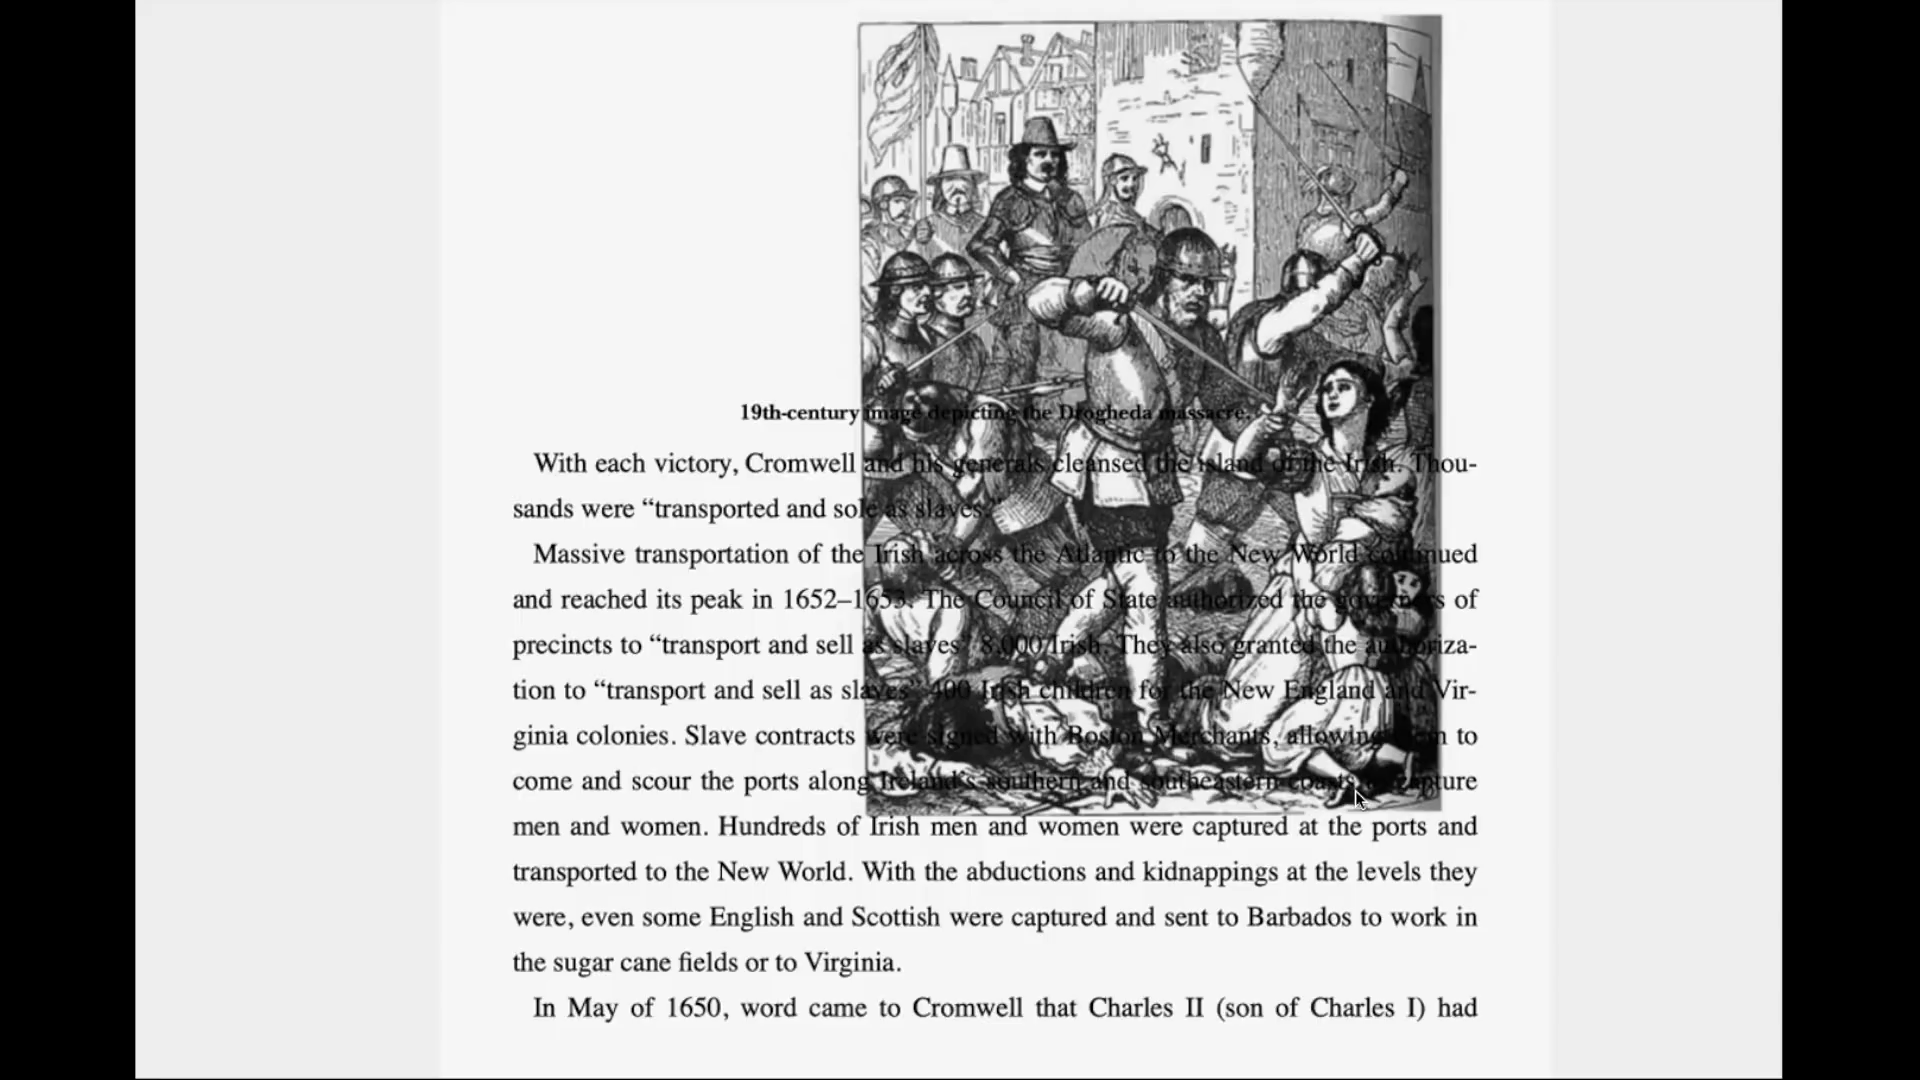 19th-century image depicting the Drogheda massacre.
With each victory, Cromwell and his generals cleansed the island of the Irish. Thou-
sands were “transported and sole as slaves.”
Massive transportation of the Irish across the Atlantic to the New World continued
and reached its peak in 1652–1653. The Council of State authorized the governors of
precincts to “transport and sell as slaves” 8,000 Irish. They also granted the authoriza-
tion to “transport and sell as slaves” 400 Irish children for the New England and Vir-
ginia colonies. Slave contracts were signed with Boston Merchants, allowing them to
come and scour the ports along Ireland’s southern and southeastern coasts to capture
men and women. Hundreds of Irish men and women were captured at the ports and
transported to the New World. With the abductions and kidnappings at the levels they
were, even some English and Scottish were captured and sent to Barbados to work in
the sugar cane fields or to Virginia.
In May of 1650, word came to Cromwell that Charles II (son of Charles I) had